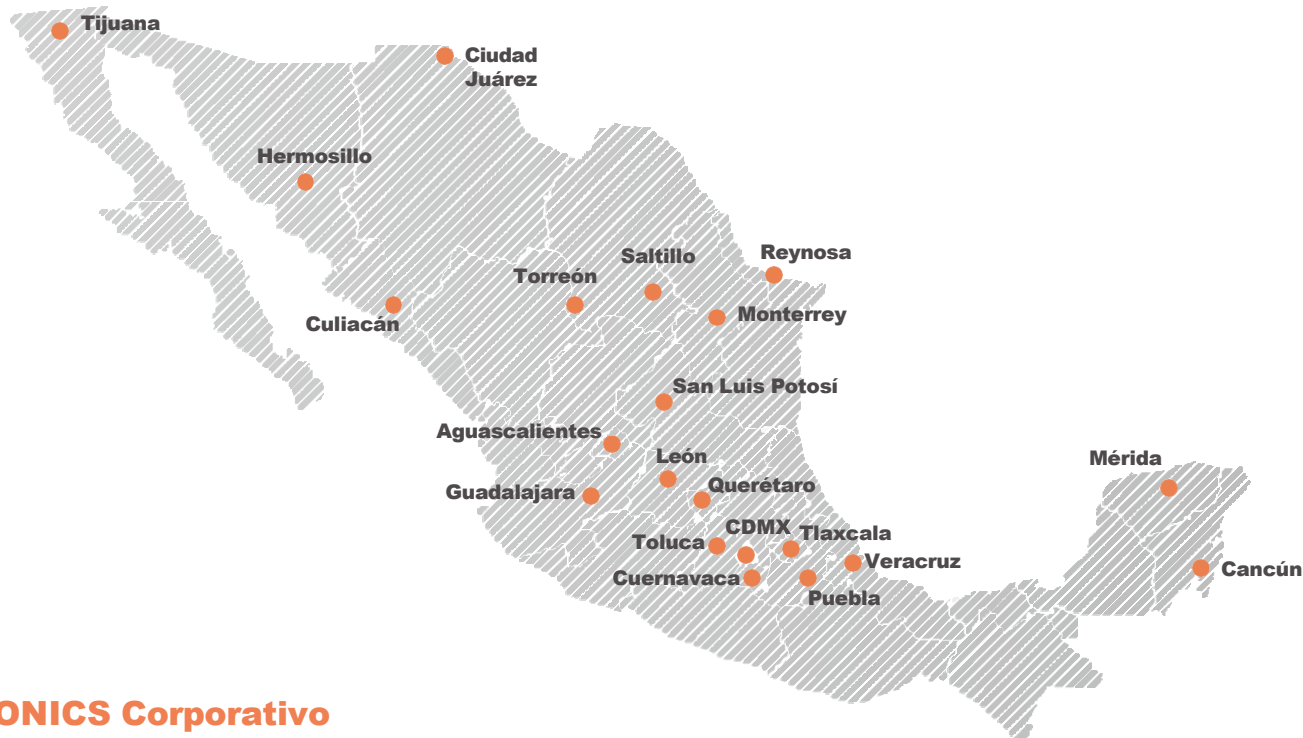 Tijuana
Ciudad
Juárez
Hermosillo
Saltillo
Reynosa
Torreón
Monterrey
Culiacán
San Luis Potosí
Aguascalientes
León
Mérida
Guadalajara
Querétaro
CDMX
Tlaxcala
Toluca
Veracruz
Cancún
Cuernavaca
Puebla
ONICS Corporativo